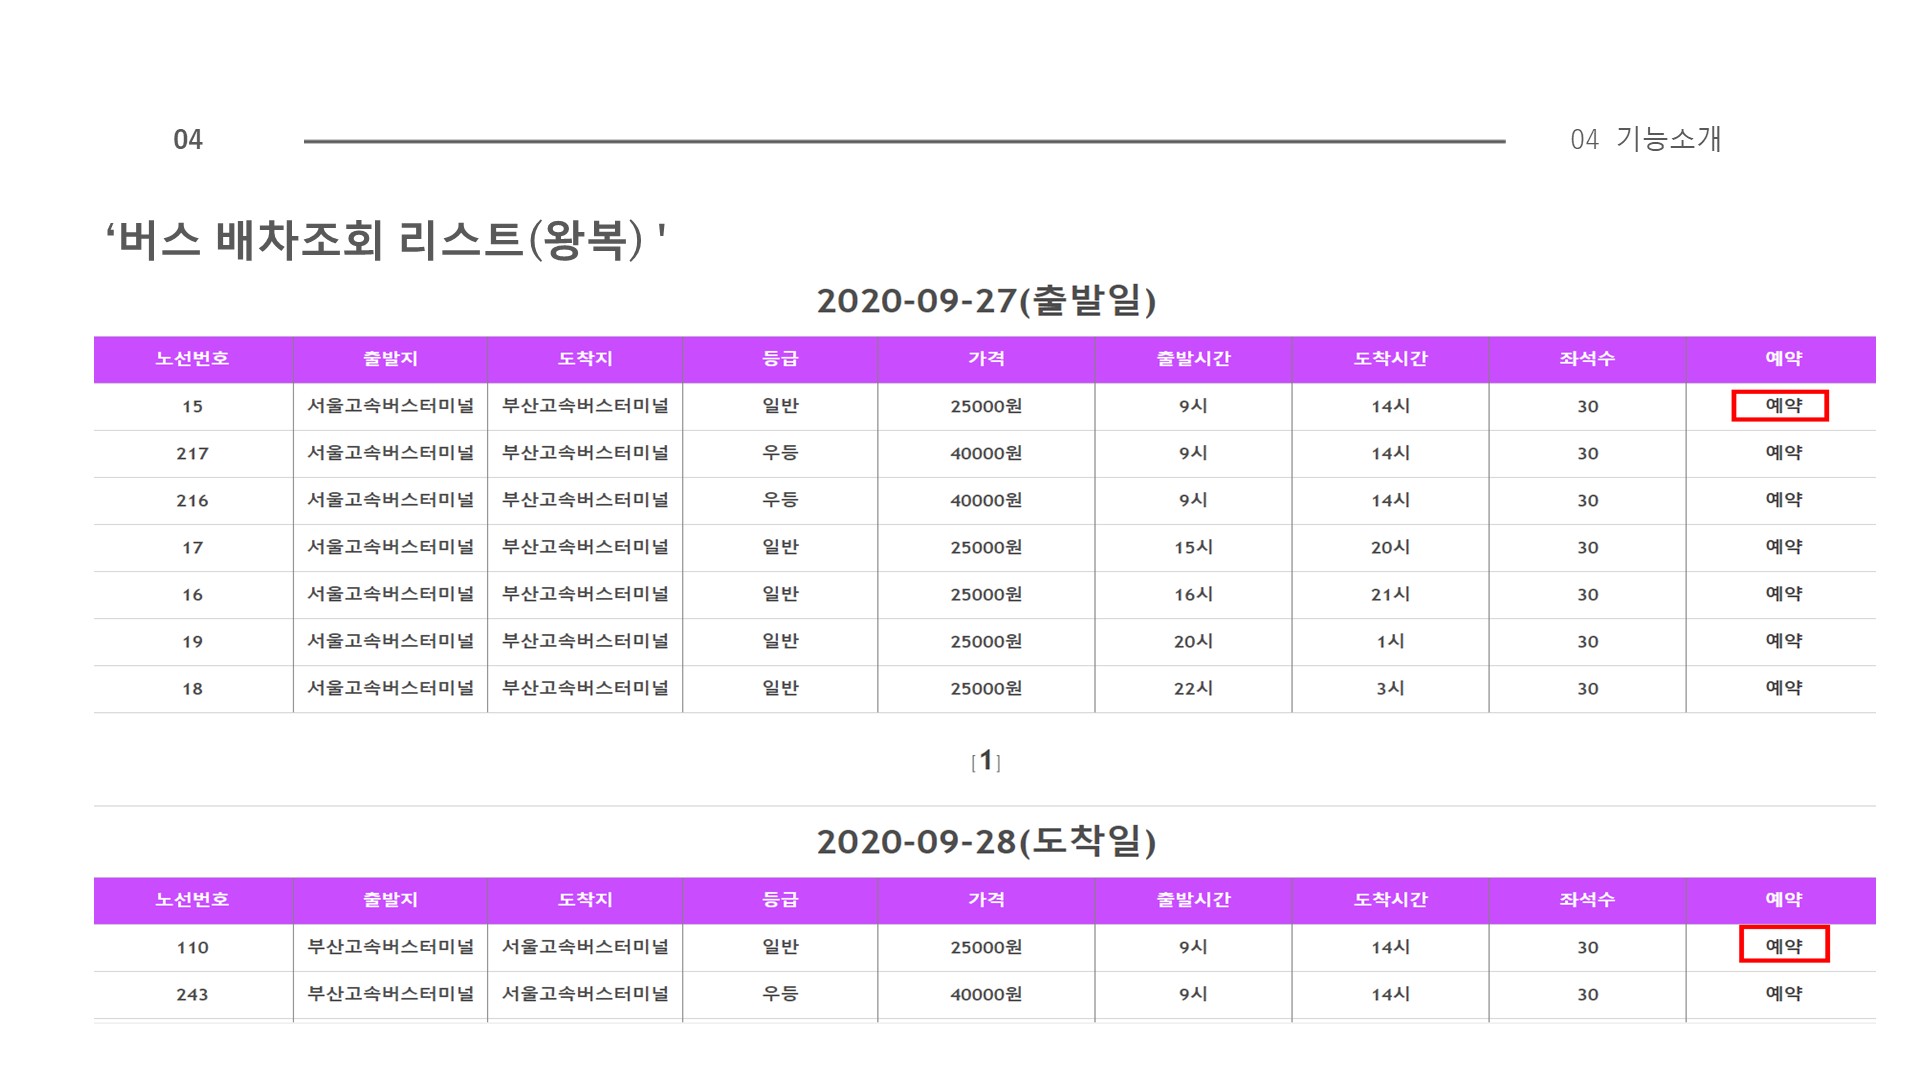 04
04 기능소개
‘버스 배차조회 리스트(왕복) '
2020-09-27(출발일)
노선번호 출발지 도착지 등급 가격 출발시간 도착시간 좌석수 예약
15 서울고속버스터미널 부산고속버스터미널 일반 25000원 9시 14시 30 예약
217 서울고속버스터미널 부산고속버스터미널 우등 40000원 9시 14시 30 예약
216 서울고속버스터미널 부산고속버스터미널 우등 40000원 9시 14시 30 예약
17 서울고속버스터미널 부산고속버스터미널 일반 25000원 15시 20시 30 예약
16 서울고속버스터미널 부산고속버스터미널 일반 25000원 16시 21시 30 예약
19 서울고속버스터미널 부산고속버스터미널 일반 25000원 20시 1시 30 예약
18 서울고속버스터미널 부산고속버스터미널 일반 25000원 22시 3시 30 예약
[1]
2020-09-28(도착일)
노선번호 출발지 도착지 등급 가격 출발시간 도착시간 좌석수 예약
110 부산고속버스터미널 서울고속버스터미널 일반 25000원 9시 14시 30 예약
243 부산고속버스터미널 서울고속버스터미널 우등 40000원 9시 14시 30 예약